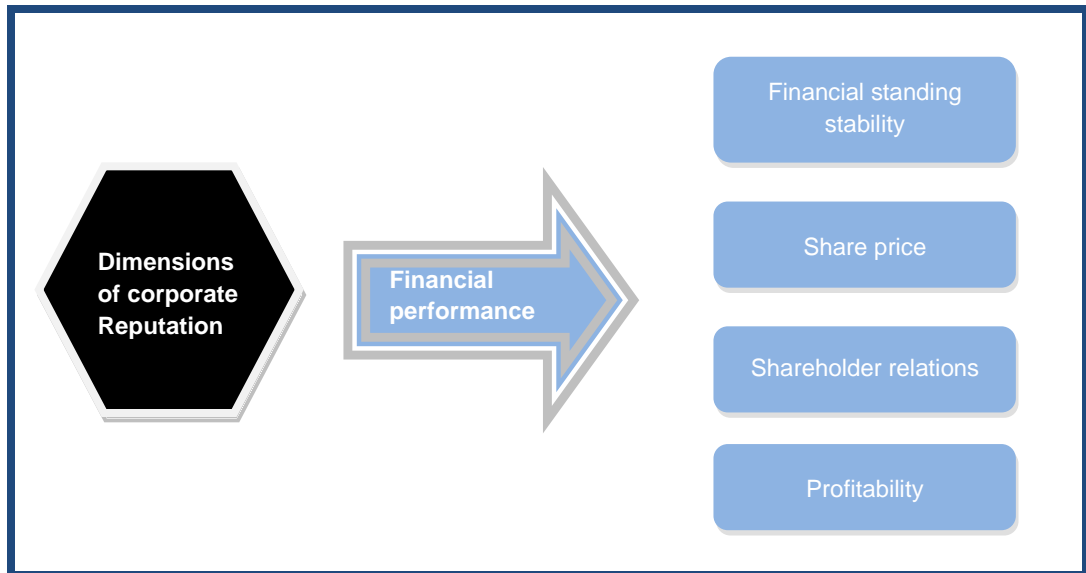 Dimensions
of corporate
Reputation
Financial
performance
Financial standing
stability
Share price
Shareholder relations
Profitability